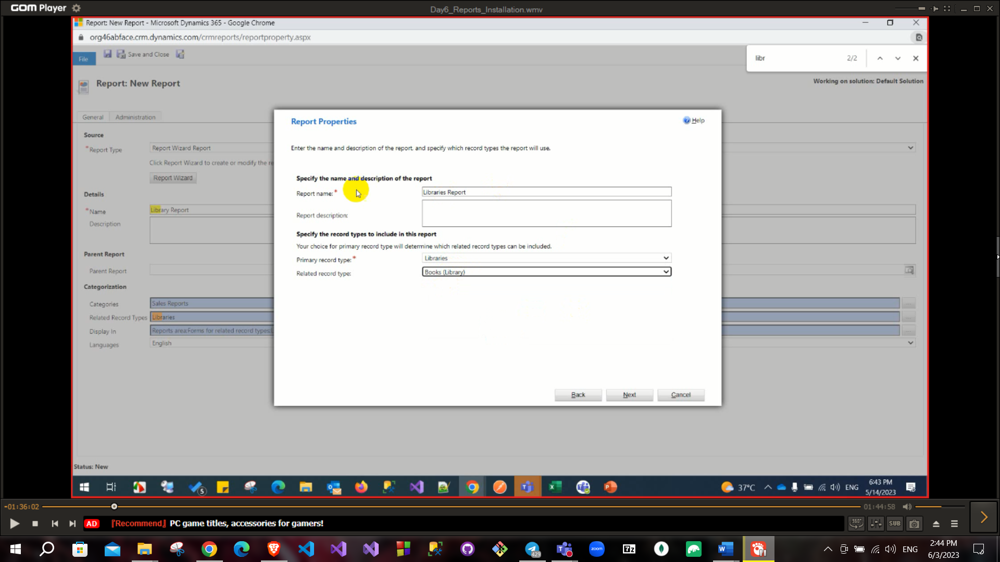 GOM Player
Day6_Reports_Installation.wmv
Report: New Report - Microsoft Dynamics 365 - Google Chrome
org46abface.crm.dynamics.com/crmreports/reportproperty.aspx
File
Save and Close
libr
2/2
Report: New Report
Working on solution: Default Solution
General
Administration
Source
*Report Type
Report Wizard Report
Click Report Wizard to create or modify the re
Report Wizard
Details
*Name
Library Report
Description
Parent Report
Parent Report
Categorization
Categories
Sales Reports
Related Record Types
Libraries
Display In
Reports area;Forms for related record types;
Languages
English
Status: New
Report Properties
Help
Enter the name and description of the report, and specify which record types the report will use.
Specify the name and description of the report
Report name:*
Libraries Report
Report description:
Specify the record types to include in this report
Your choice for primary record type will determine which related record types can be included.
Primary record type:*
Libraries
Related record type:
Books (Library)
Back
Next
Cancel
5
37°C
ENG
6:43 PM
5/14/2023
-01:36:02
01:44:58
AD
『Recommend』 PC game titles, accessories for gamers!
360°
SUB
429
zoom
7z
ENG
2:44 PM
6/3/2023